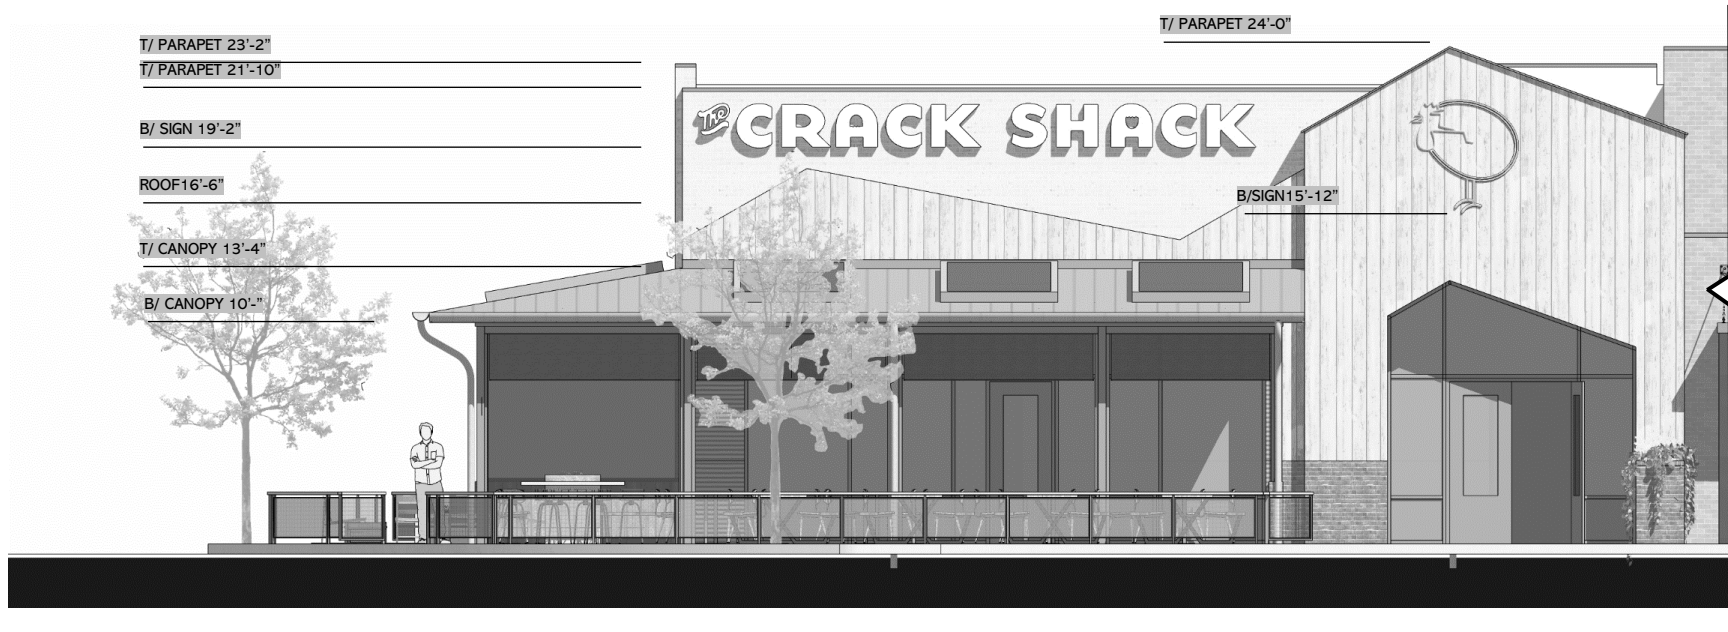 T/ PARAPET 24'-0"
T/ PARAPET 23'-2"
T/ PARAPET 21'-10"
The CRACK SHACK
B/ SIGN 19'-2"
ROOF16'-6"
B/SIGN15'-12"
T/ CANOPY 13'-4"
B/ CANOPY 10'-"